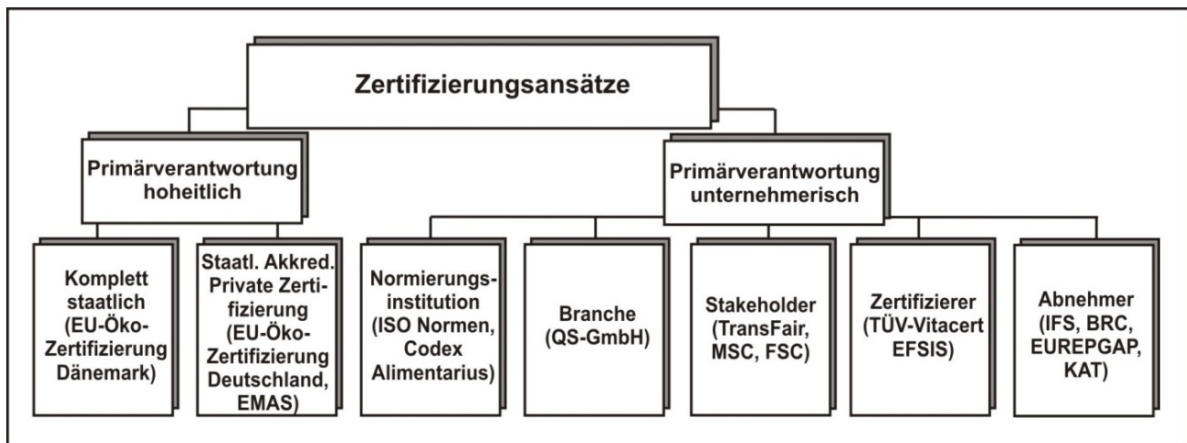 Zertifizierungsansätze
Primärverantwortung
hoheitlich
Primärverantwortung
unternehmerisch
Komplett
staatlich
(EU-Öko-
Zertifizierung
Dänemark)
Staatl. Akkred.
Private Zerti-
fizierung
(EU-Öko-
Zertifizierung
Deutschland,
EMAS)
Normierungs-
institution
(ISO Normen,
Codex
Alimentarius)
Branche
(QS-GmbH)
Stakeholder
(TransFair,
MSC, FSC)
Zertifizierer
(TÜV-Vitacert
EFSIS)
Abnehmer
(IFS, BRC,
EUREPGAP,
KAT)